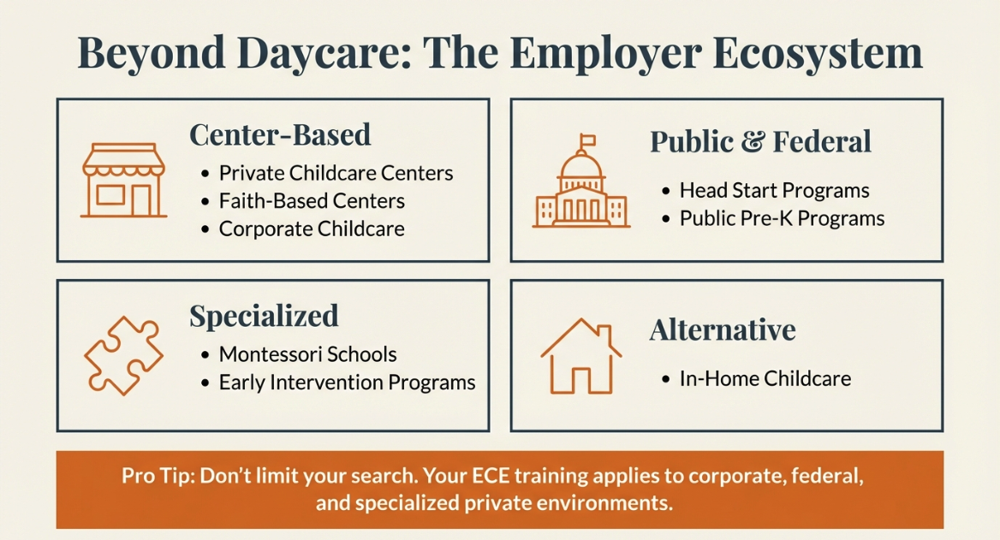 Beyond Daycare: The Employer Ecosystem
Center-Based
• Private Childcare Centers
• Faith-Based Centers
• Corporate Childcare
Public & Federal
• Head Start Programs
• Public Pre-K Programs
Specialized
• Montessori Schools
• Early Intervention Programs
Alternative
• In-Home Childcare
Pro Tip: Don’t limit your search. Your ECE training applies to corporate, federal,
and specialized private environments.